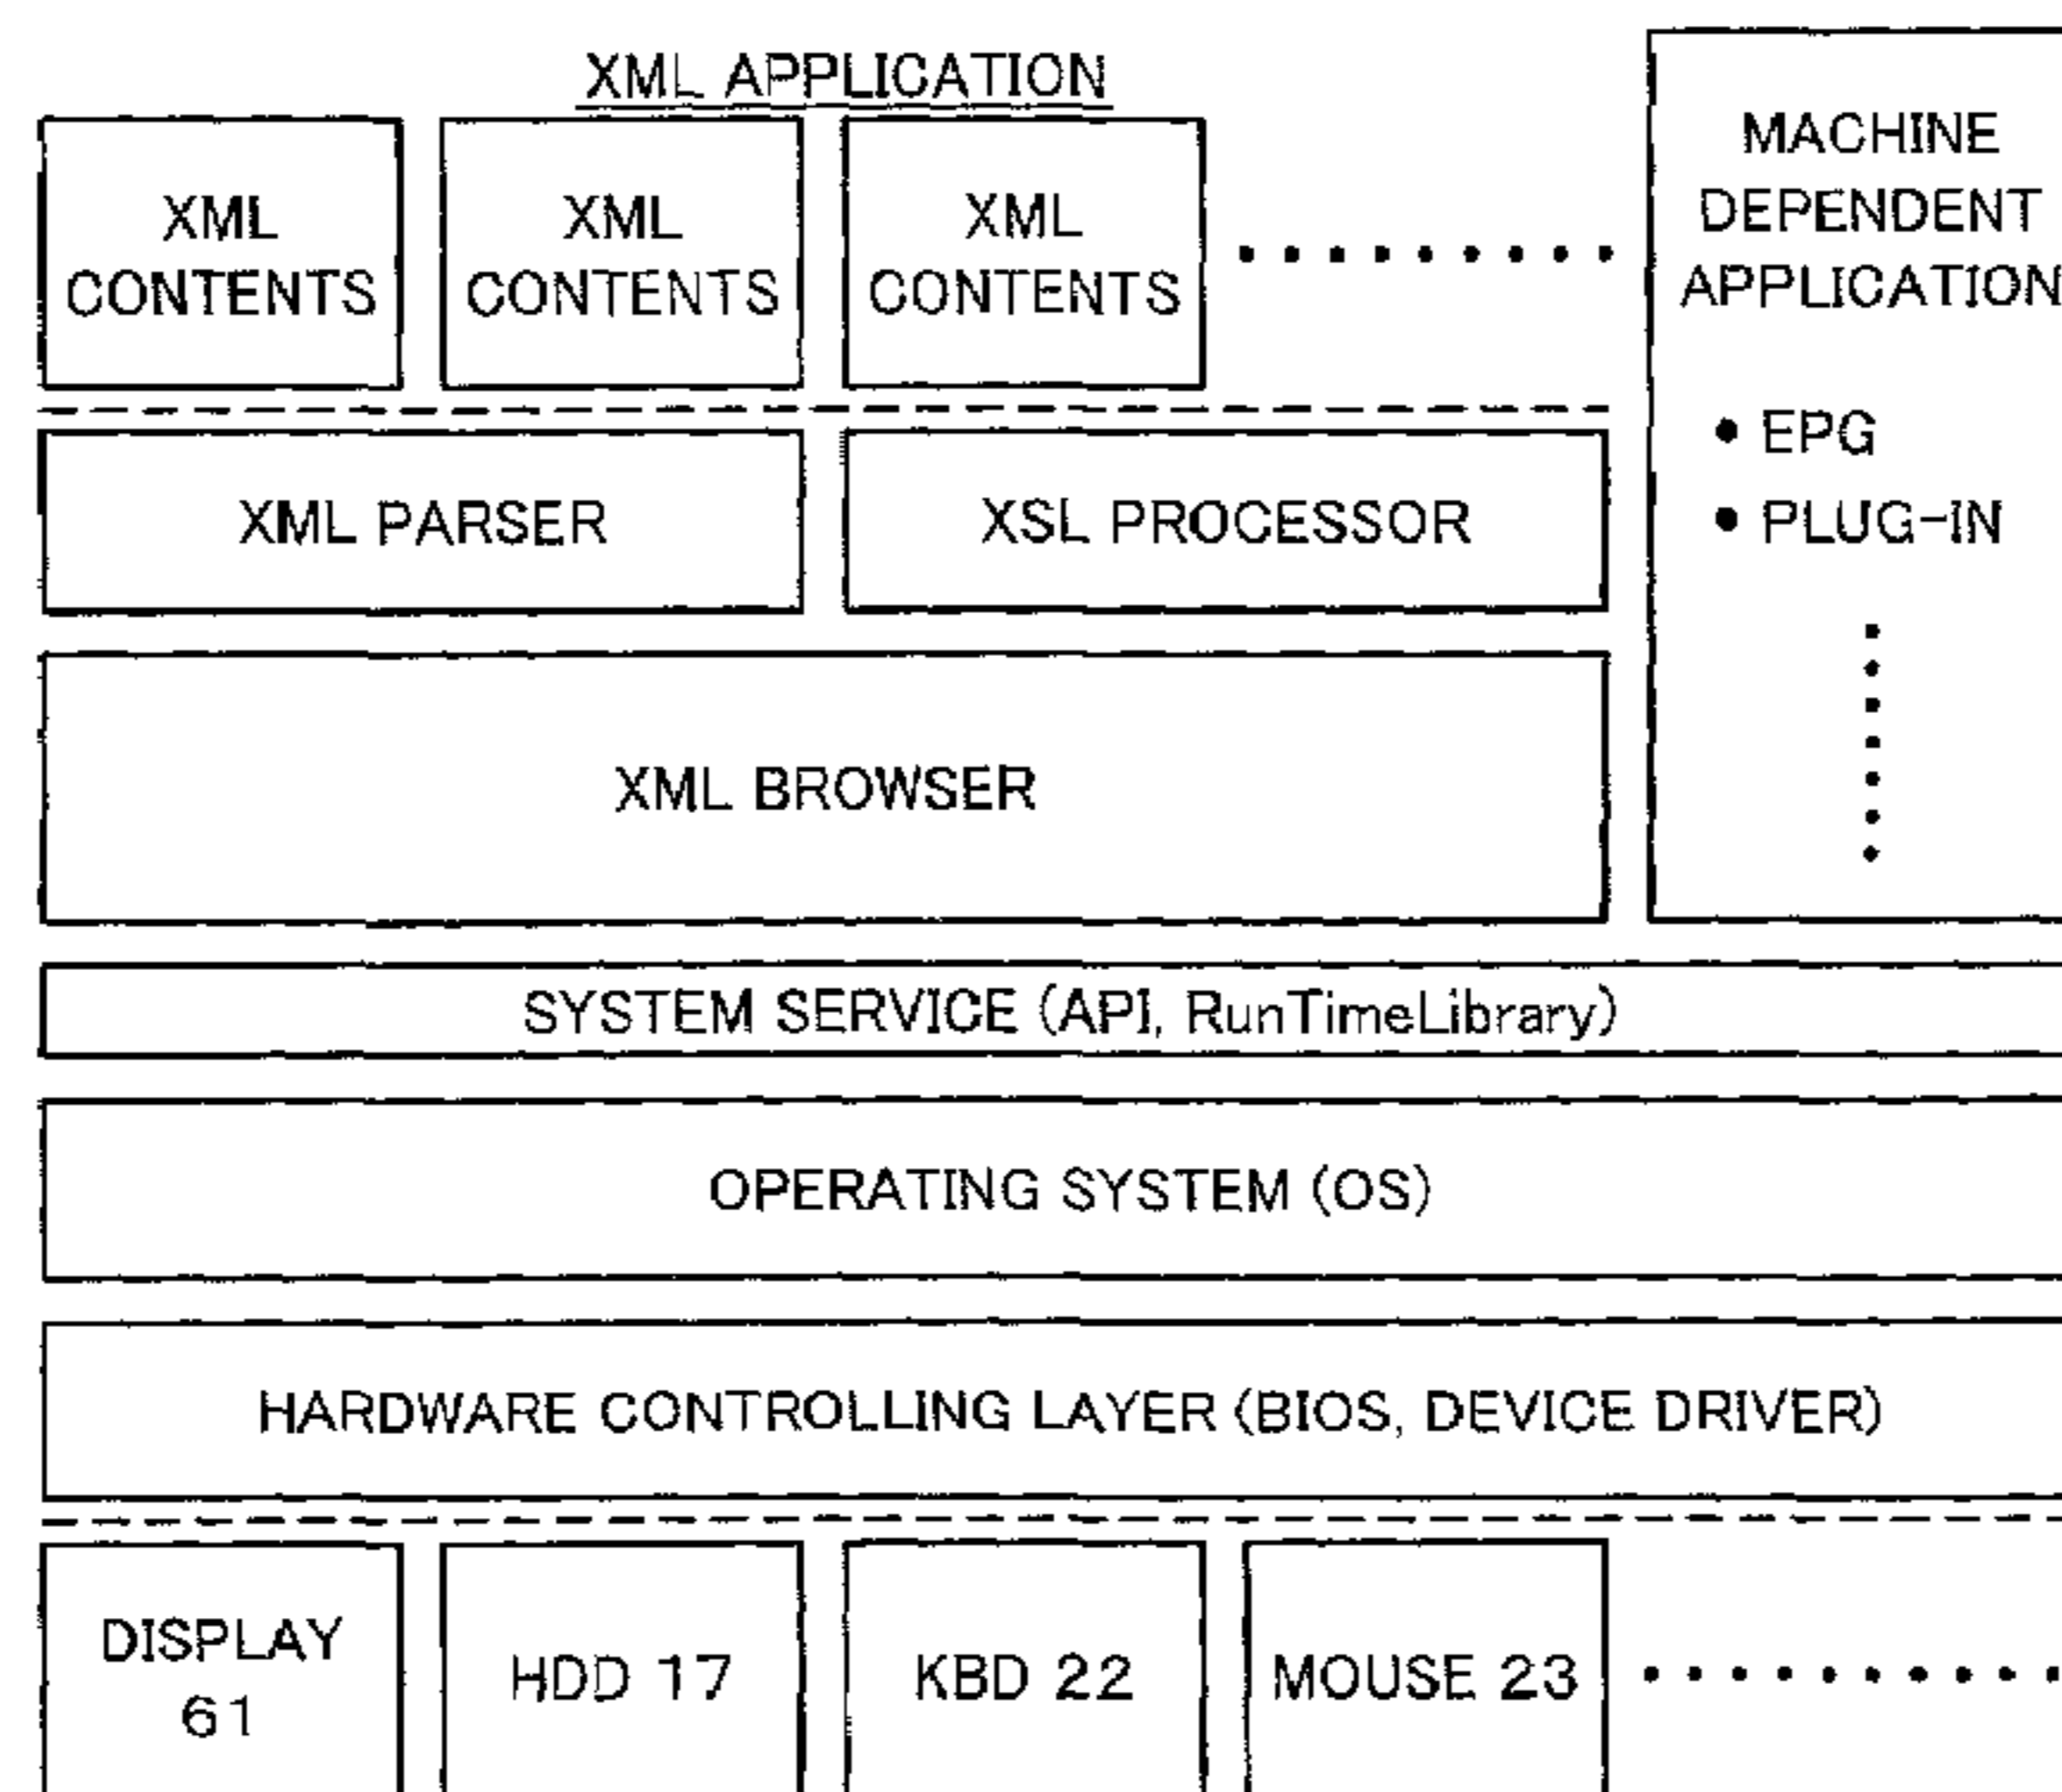 XML APPLICATION
XML
CONTENTS
XML
CONTENTS
XML
CONTENTS
MACHINE
DEPENDENT
APPLICATION
• EPG
• PLUG-IN
XML PARSER
XSL PROCESSOR
XML BROWSER
SYSTEM SERVICE (API, RunTimeLibrary)
OPERATING SYSTEM (OS)
HARDWARE CONTROLLING LAYER (BIOS, DEVICE DRIVER)
DISPLAY
61
HDD 17
KBD 22
MOUSE 23